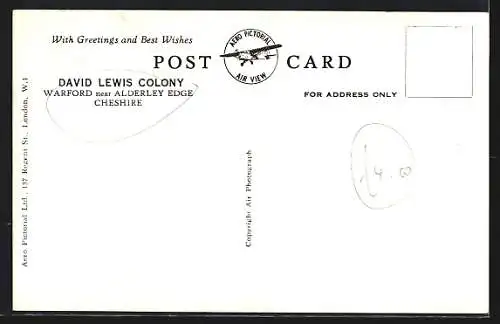 With Greetings and Best Wishes
POST CARD
AERO PICTORIAL
AIR VIEW
DAVID LEWIS COLONY
WARFORD near ALDERLEY EDGE
CHESHIRE
FOR ADDRESS ONLY
Aero Pictorial Ltd., 137 Regent St., London, W.1
Copyright Air Photograph